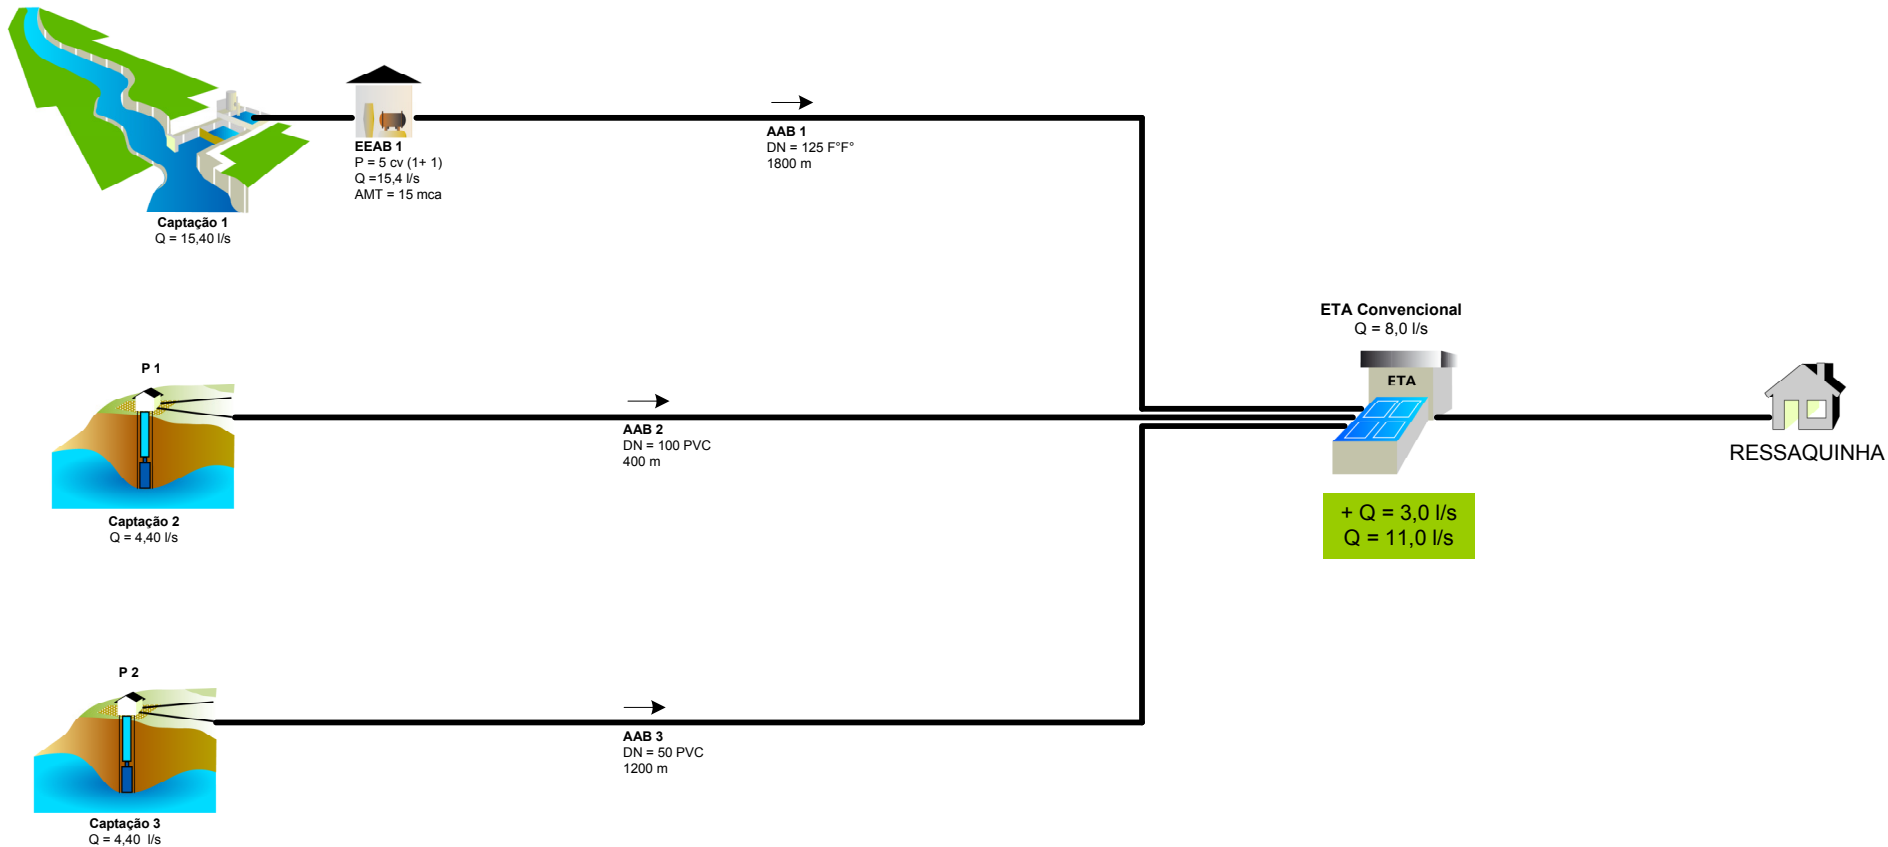 EEAB 1
P = 5 cv (1+ 1)
Q =15,4 l/s
AMT = 15 mca
AAB 1
DN = 125 F°F°
1800 m
Captação 1
Q = 15,40 l/s
ETA Convencional
Q = 8,0 l/s
ETA
P 1
AAB 2
DN = 100 PVC
400 m
RESSAQUINHA
Captação 2
Q = 4,40 l/s
+ Q = 3,0 l/s
Q = 11,0 l/s
P 2
AAB 3
DN = 50 PVC
1200 m
Captação 3
Q = 4,40 l/s